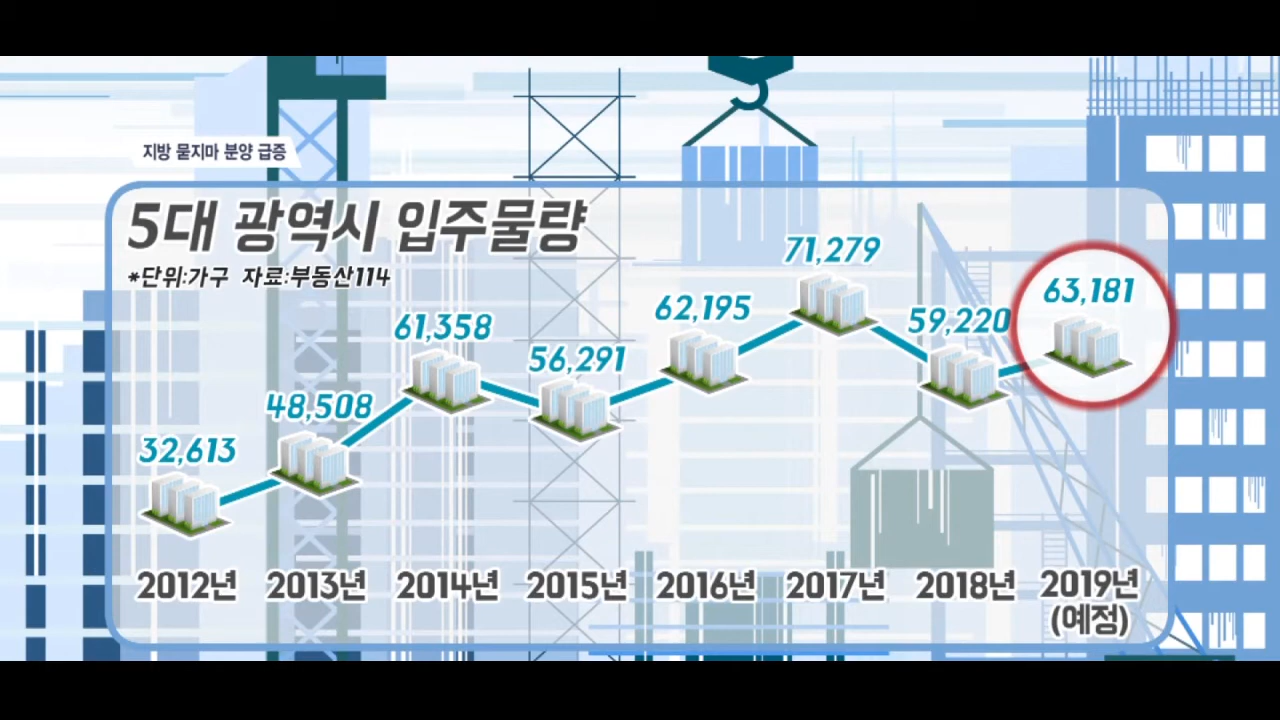 지방 묻지마 분양 급증
5대 광역시 입주물량
*단위:가구 자료:부동산114
32,613
48,508
61,358
56,291
62,195
71,279
59,220
63,181
2012년
2013년
2014년
2015년
2016년
2017년
2018년
2019년
(예정)